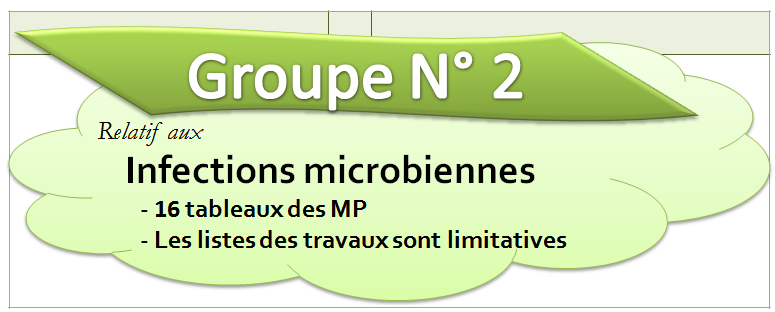 Groupe N° 2
Relatif aux
Infections microbiennes
- 16 tableaux des MP
- Les listes des travaux sont limitatives